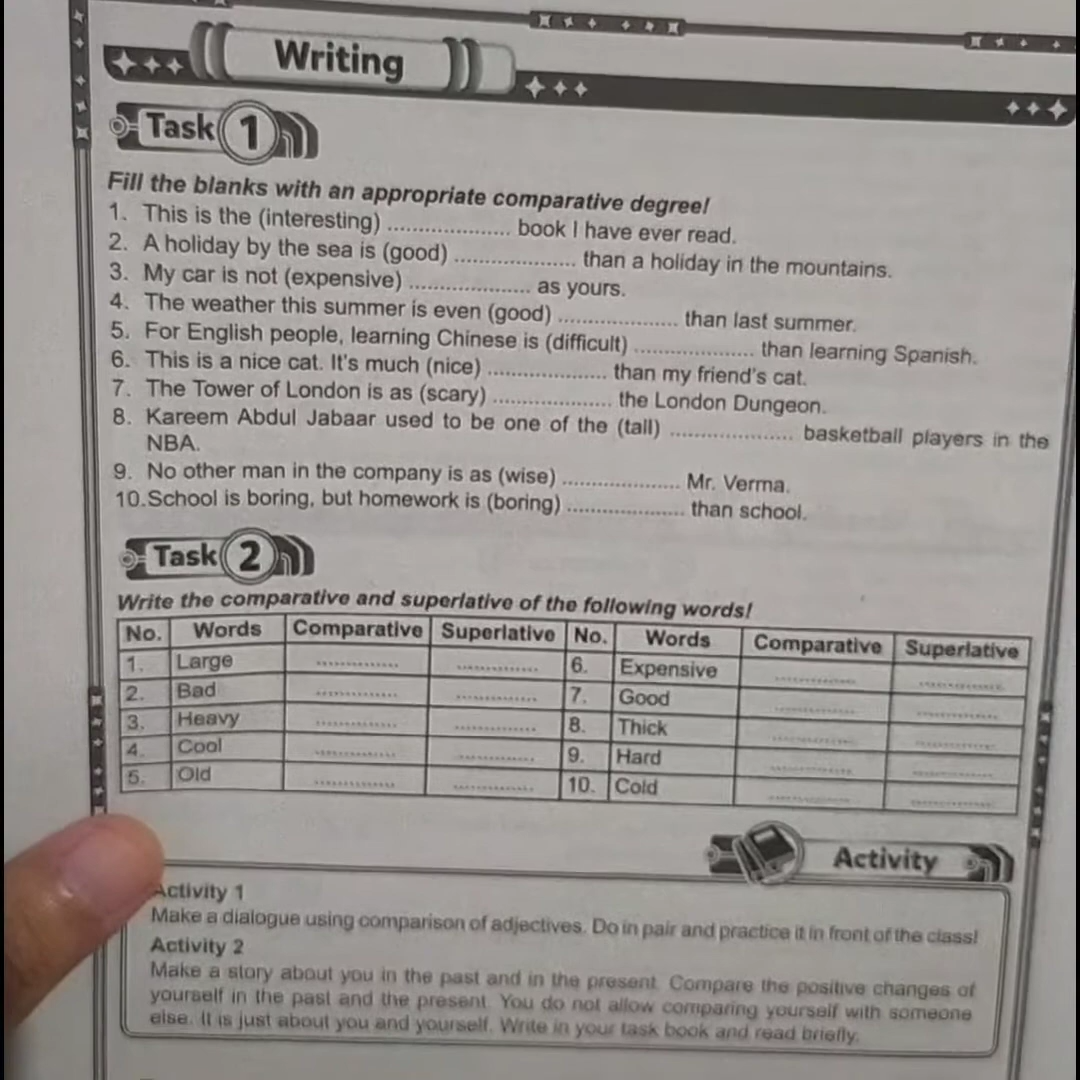 Writing
Task 1
Fill the blanks with an appropriate comparative degree!
1. This is the (interesting) .................... book I have ever read.
2. A holiday by the sea is (good) .................... than a holiday in the mountains.
3. My car is not (expensive) .................... as yours.
4. The weather this summer is even (good) .................... than last summer.
5. For English people, learning Chinese is (difficult) .................... than learning Spanish.
6. This is a nice cat. It's much (nice) .................... than my friend's cat.
7. The Tower of London is as (scary) .................... the London Dungeon.
8. Kareem Abdul Jabaar used to be one of the (tall) .................... basketball players in the
NBA.
9. No other man in the company is as (wise) .................... Mr. Verma.
10. School is boring, but homework is (boring) .................... than school.
Task 2
Write the comparative and superlative of the following words!
No. Words Comparative Superlative No. Words Comparative Superlative
1. Large .............. .............. 6. Expensive .............. ..............
2. Bad .............. .............. 7. Good .............. ..............
3. Heavy .............. .............. 8. Thick .............. ..............
4. Cool .............. .............. 9. Hard .............. ..............
5. Old .............. .............. 10. Cold .............. ..............
Activity
Activity 1
Make a dialogue using comparison of adjectives. Do in pair and practice it in front of the class!
Activity 2
Make a story about you in the past and in the present. Compare the positive changes of
yourself in the past and the present. You do not allow comparing yourself with someone
else. It is just about you and yourself. Write in your task book and read briefly.